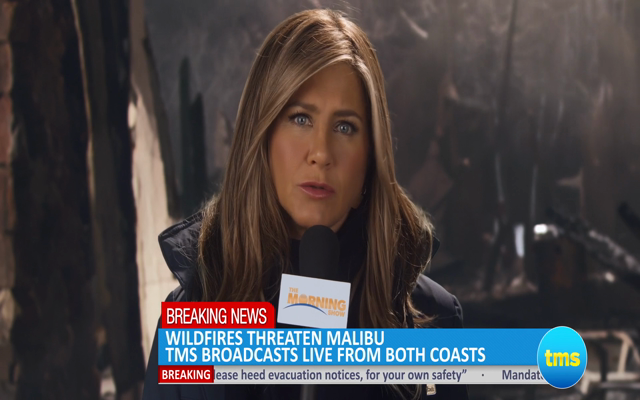 THE
MORNING
SHOW
BREAKING NEWS
WILDFIRES THREATEN MALIBU
TMS BROADCASTS LIVE FROM BOTH COASTS
tms
BREAKING lease heed evacuation notices, for your own safety” · Mandat